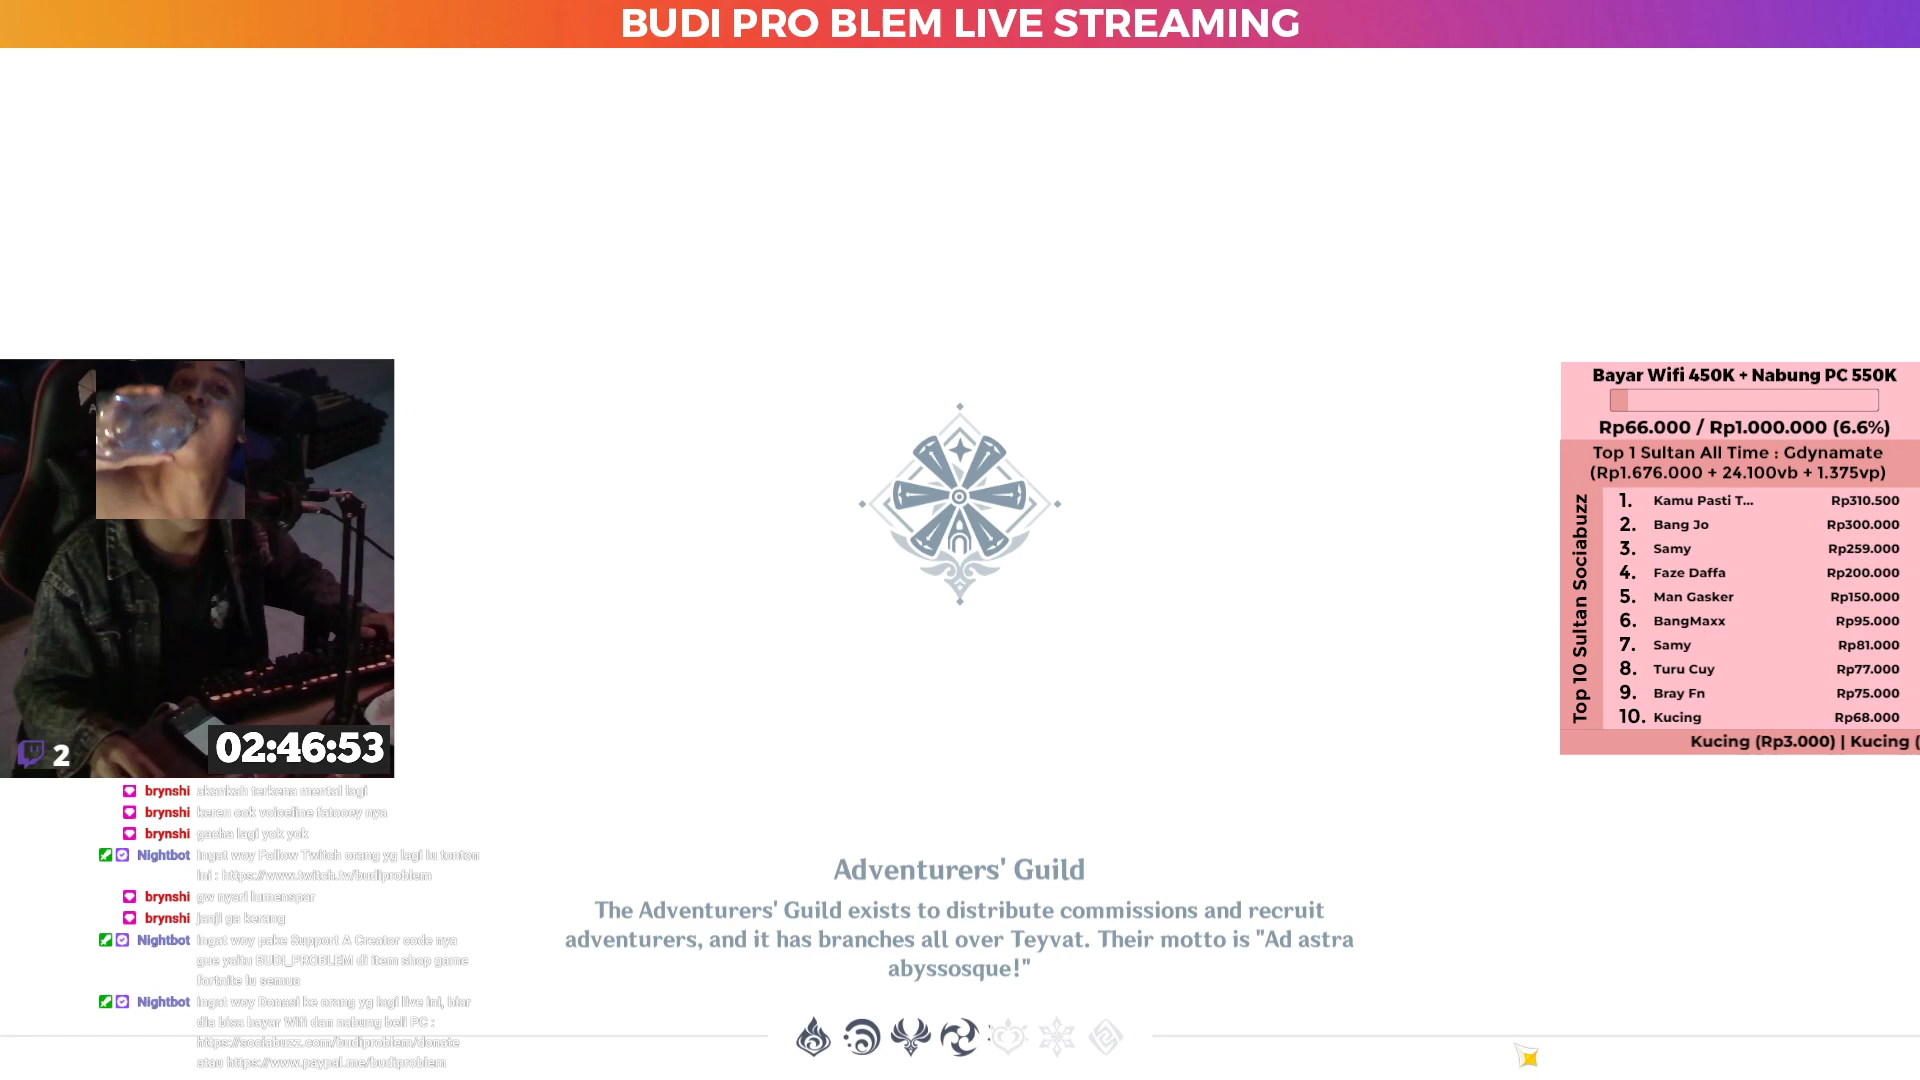 BUDI PRO BLEM LIVE STREAMING
Bayar Wifi 450K + Nabung PC 550K
Rp66.000 / Rp1.000.000 (6.6%)
Top 1 Sultan All Time : Gdynamate
(Rp1.676.000 + 24.100vb + 1.375vp)
Top 10 Sultan Sociabuzz
1. Kamu Pasti T... Rp310.500
2. Bang Jo Rp300.000
3. Samy Rp259.000
4. Faze Daffa Rp200.000
5. Man Gasker Rp150.000
6. BangMaxx Rp95.000
7. Samy Rp81.000
8. Turu Cuy Rp77.000
9. Bray Fn Rp75.000
10. Kucing Rp68.000
Kucing (Rp3.000) | Kucing (
2
02:46:53
brynshi akankah terkena mental lagi
brynshi keren cok voiceline fatooey nya
brynshi gacha lagi yok yok
Nightbot Ingat woy Follow Twitch orang yg lagi lu tonton
ini : https://www.twitch.tv/budiproblem
brynshi gw nyari lumenspar
brynshi janji ga kerang
Nightbot Ingat woy pake Support A Creator code nya
gue yaitu BUDI_PROBLEM di item shop game
fortnite lu semua
Nightbot Ingat woy Donasi ke orang yg lagi live ini, biar
dia bisa bayar Wifi dan nabung beli PC :
https://sociabuzz.com/budiproblem/donate
atau https://www.paypal.me/budiproblem
Adventurers' Guild
The Adventurers' Guild exists to distribute commissions and recruit
adventurers, and it has branches all over Teyvat. Their motto is "Ad astra
abyssosque!"